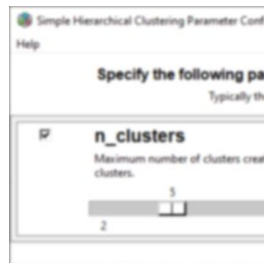 Simple Hierarchical Clustering Parameter Conf
Help
Specify the following pa
Typically th
n_clusters
Maximum number of clusters creat
clusters.
5
2